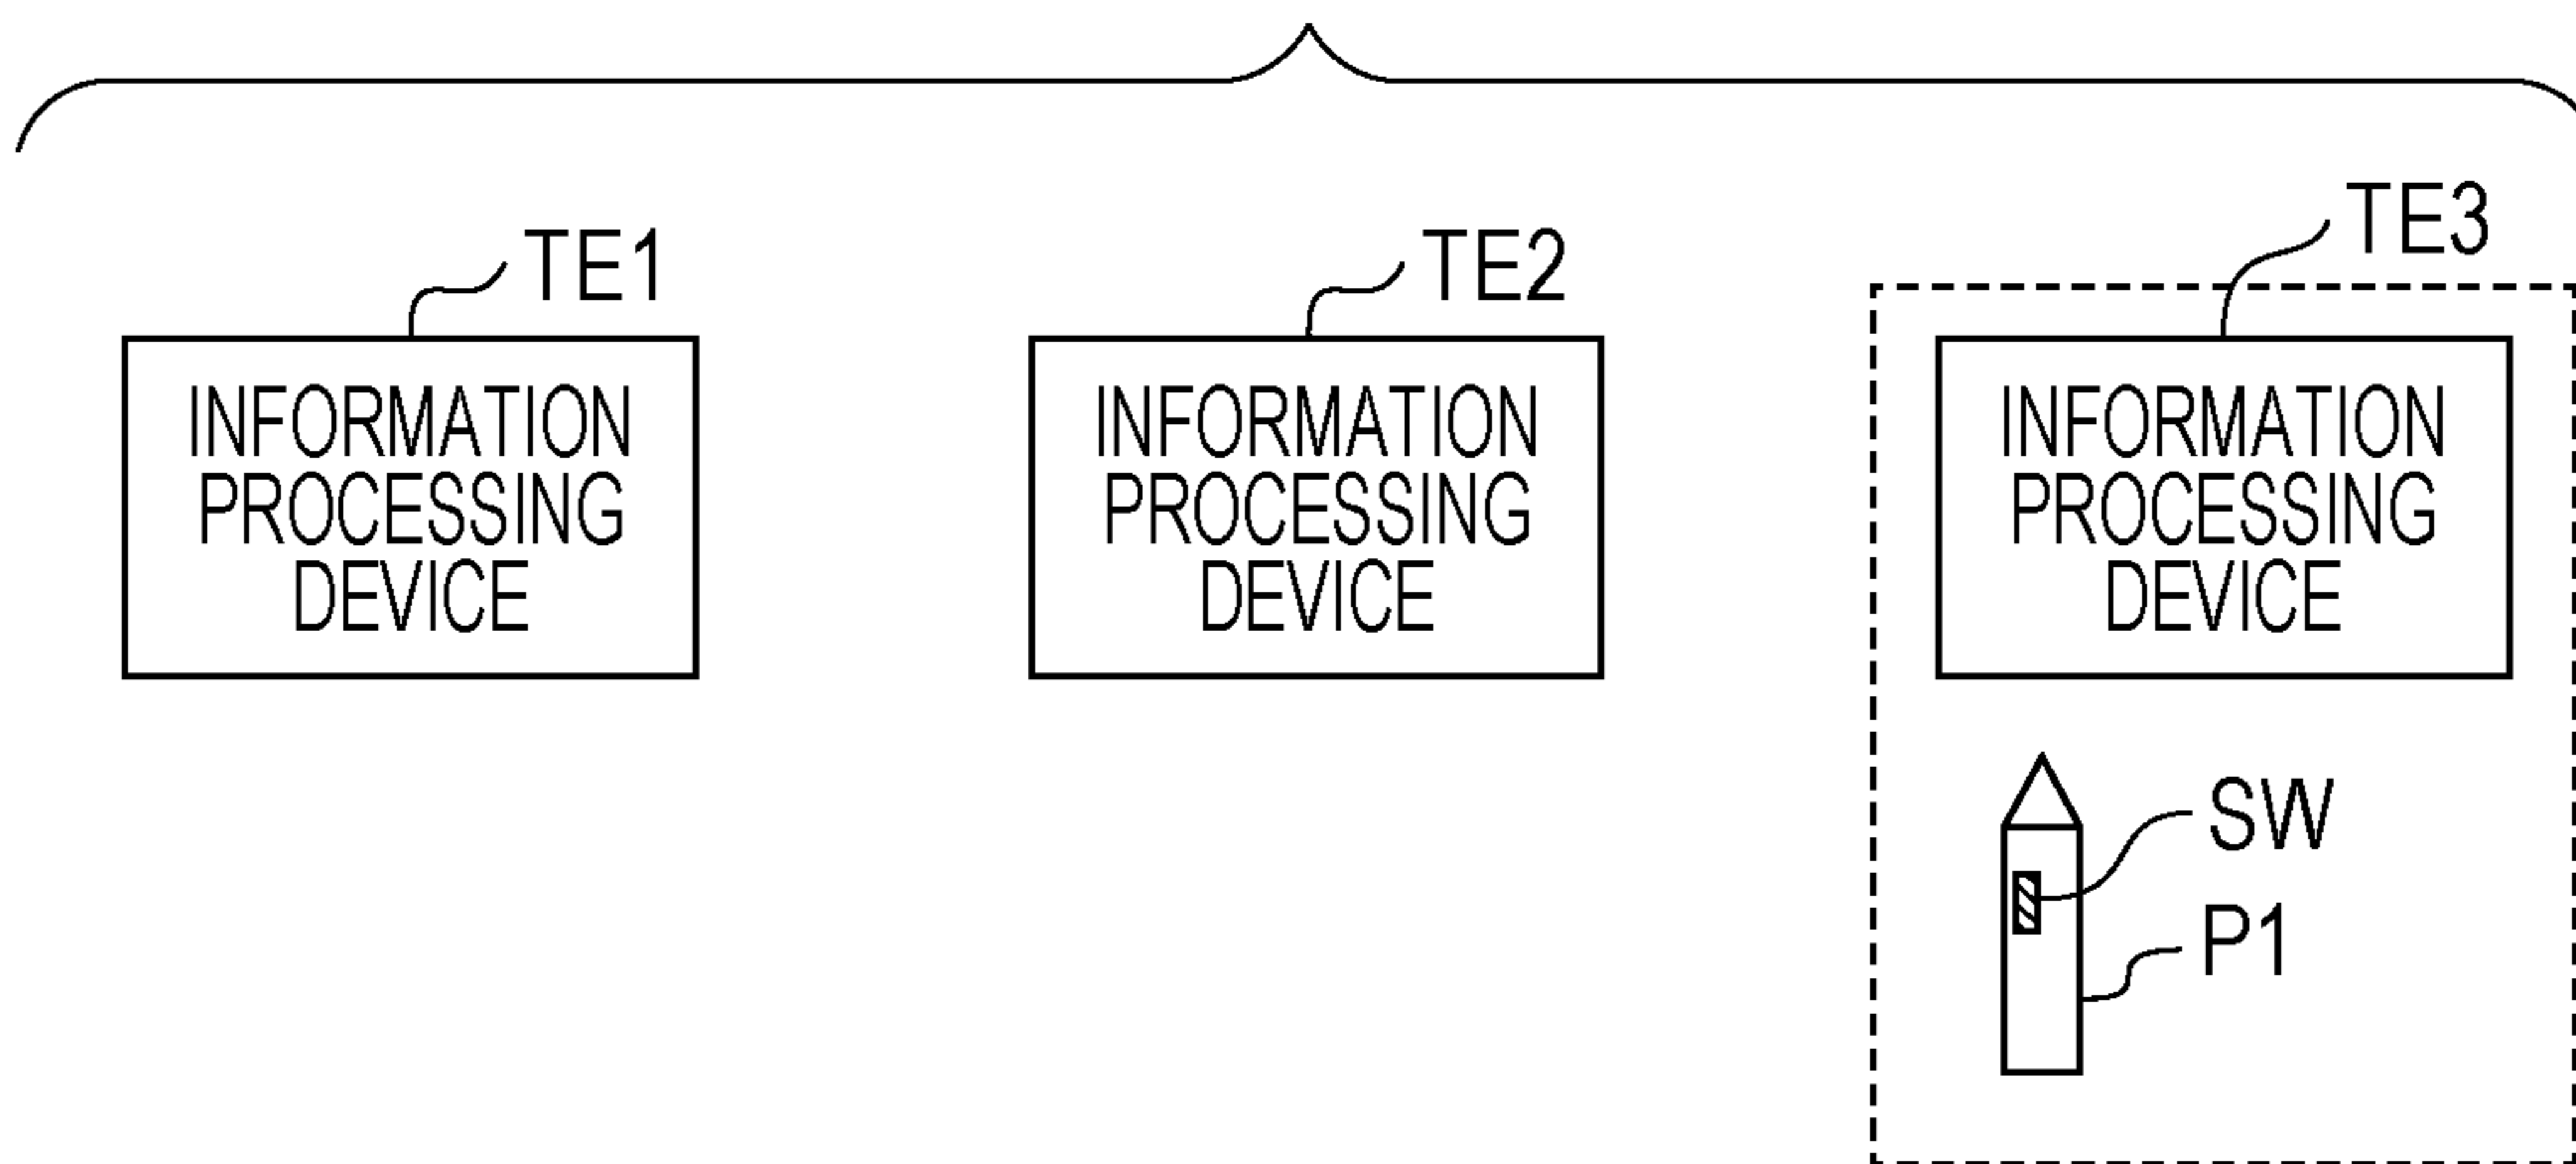 TE1
TE2
TE3
INFORMATION
PROCESSING
DEVICE
INFORMATION
PROCESSING
DEVICE
INFORMATION
PROCESSING
DEVICE
SW
P1